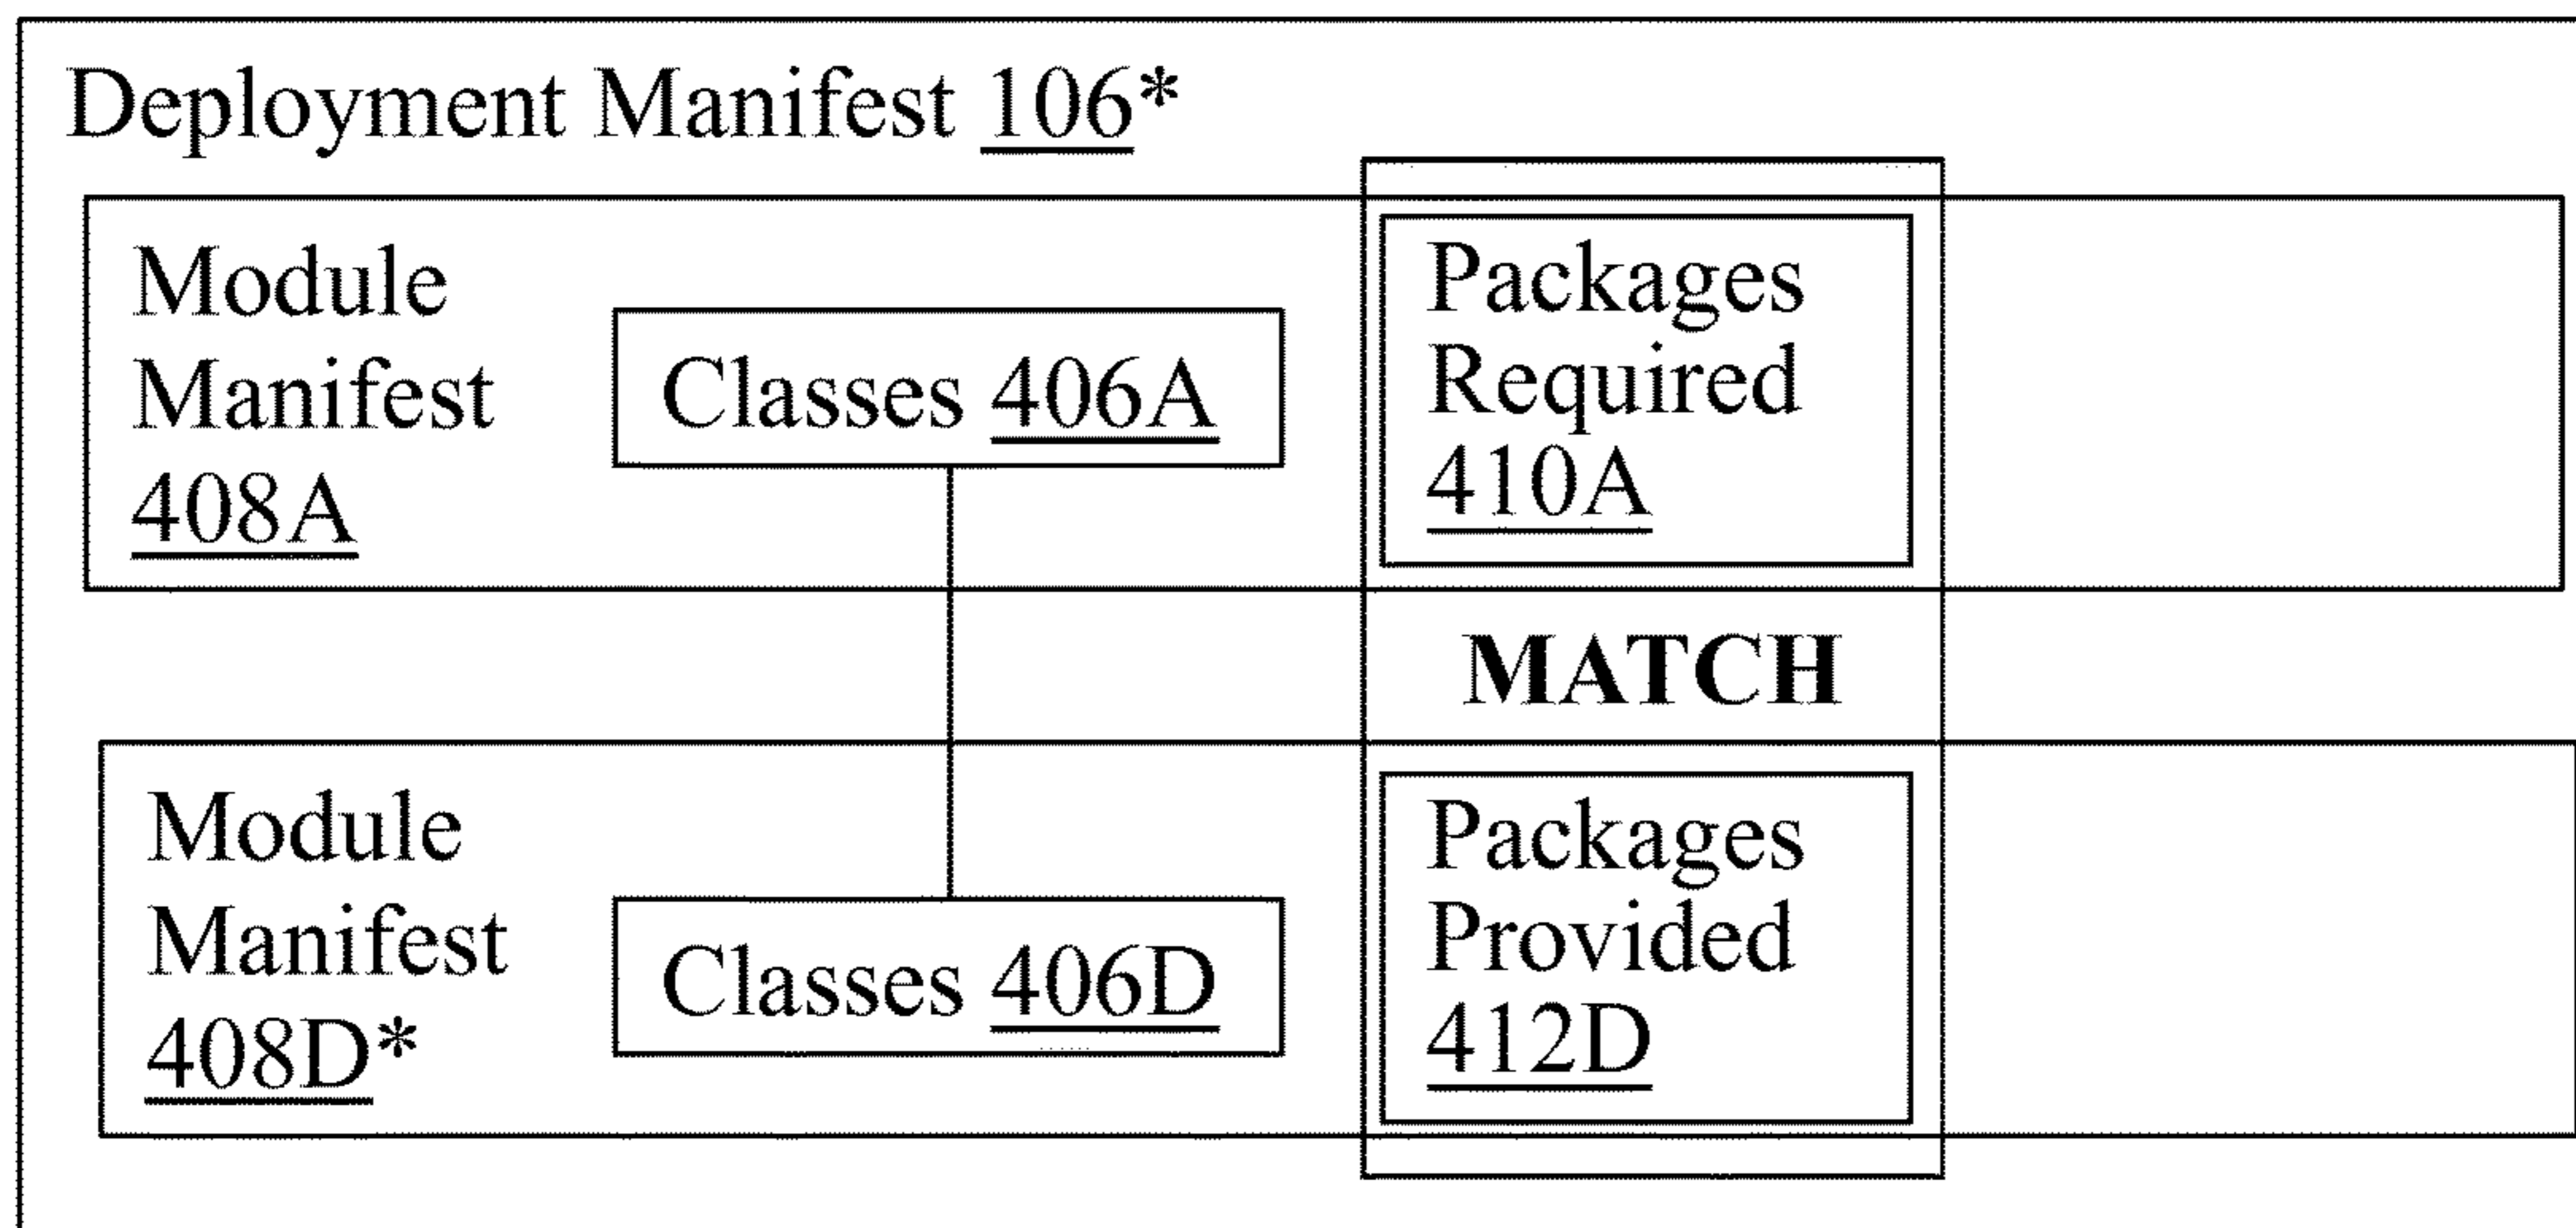 Deployment Manifest 106*
Module
Manifest
408A
Classes 406A
Packages
Required
410A
MATCH
Module
Manifest
408D*
Classes 406D
Packages
Provided
412D